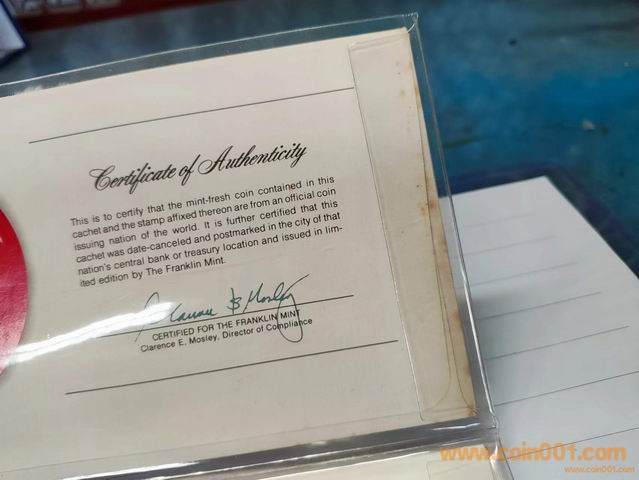 Certificate of Authenticity
This is to certify that the mint-fresh coin contained in this
cachet and the stamp affixed thereon are from an official coin
issuing nation of the world. It is further certified that this
cachet was date-canceled and postmarked in the city of that
nation's central bank or treasury location and issued in lim-
ited edition by The Franklin Mint.
CERTIFIED FOR THE FRANKLIN MINT
Clarence E. Mosley, Director of Compliance
www.coin001.com
www.coin001.com